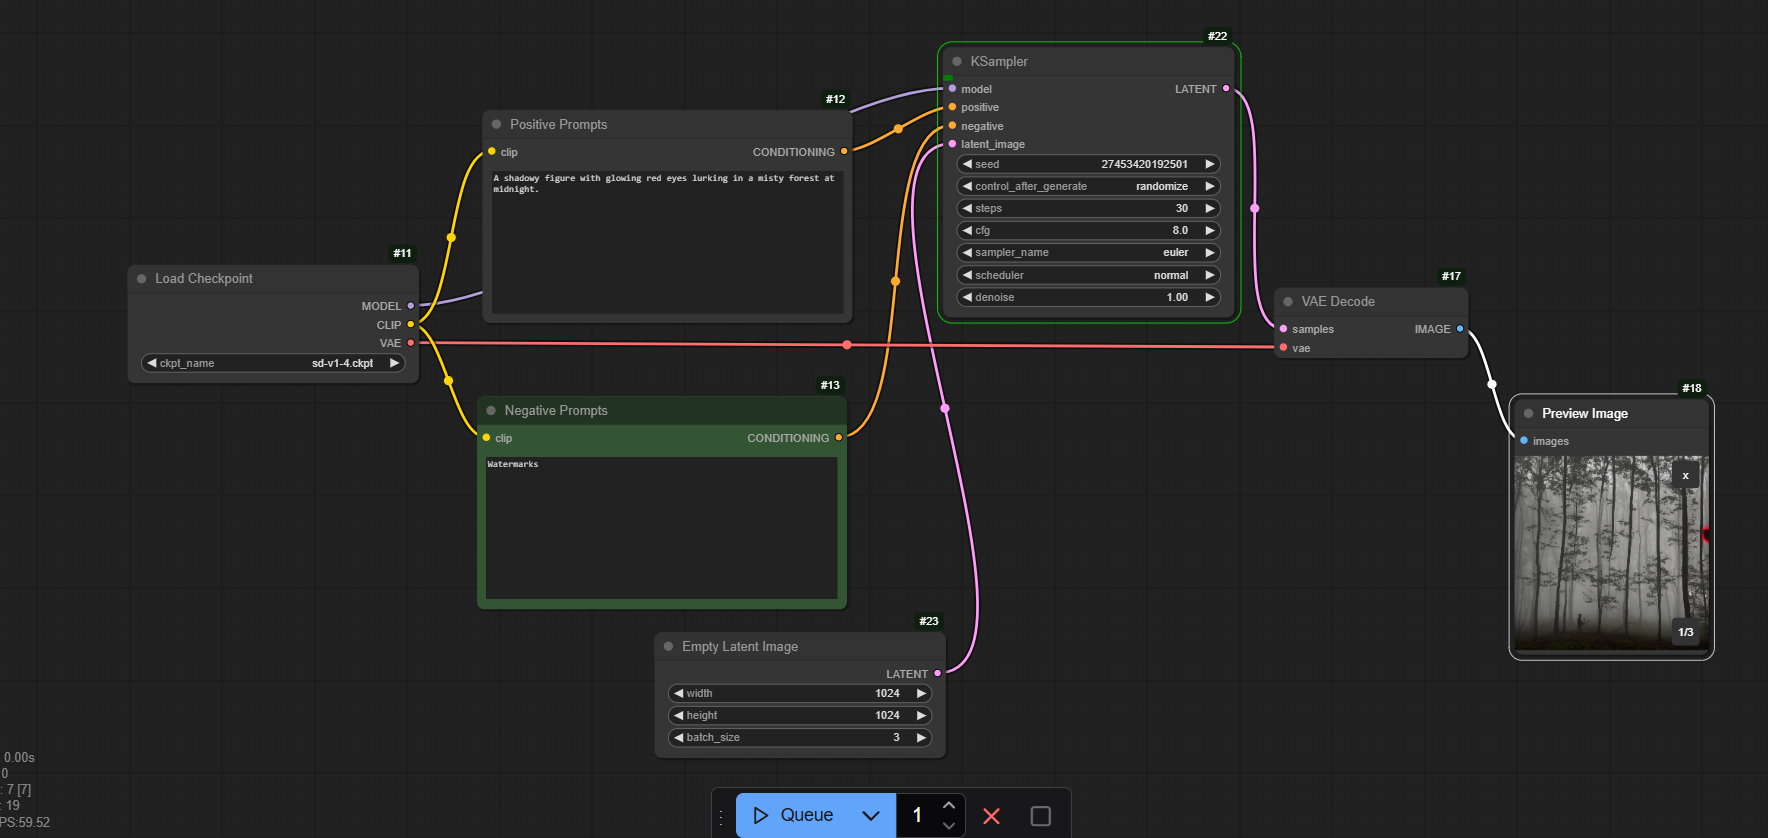 #22
KSampler
model
LATENT
positive
negative
latent_image
seed 27453420192501
control_after_generate randomize
steps 30
cfg 8.0
sampler_name euler
scheduler normal
denoise 1.00
#12
Positive Prompts
clip
CONDITIONING
A shadowy figure with glowing red eyes lurking in a misty forest at
midnight.
#11
Load Checkpoint
MODEL
CLIP
VAE
ckpt_name sd-v1-4.ckpt
#17
VAE Decode
samples
IMAGE
vae
#13
Negative Prompts
clip
CONDITIONING
Watermarks
#18
Preview Image
images
x
1/3
#23
Empty Latent Image
LATENT
width 1024
height 1024
batch_size 3
0.00s
0
: 7 [7]
: 19
PS:59.52
Queue
1